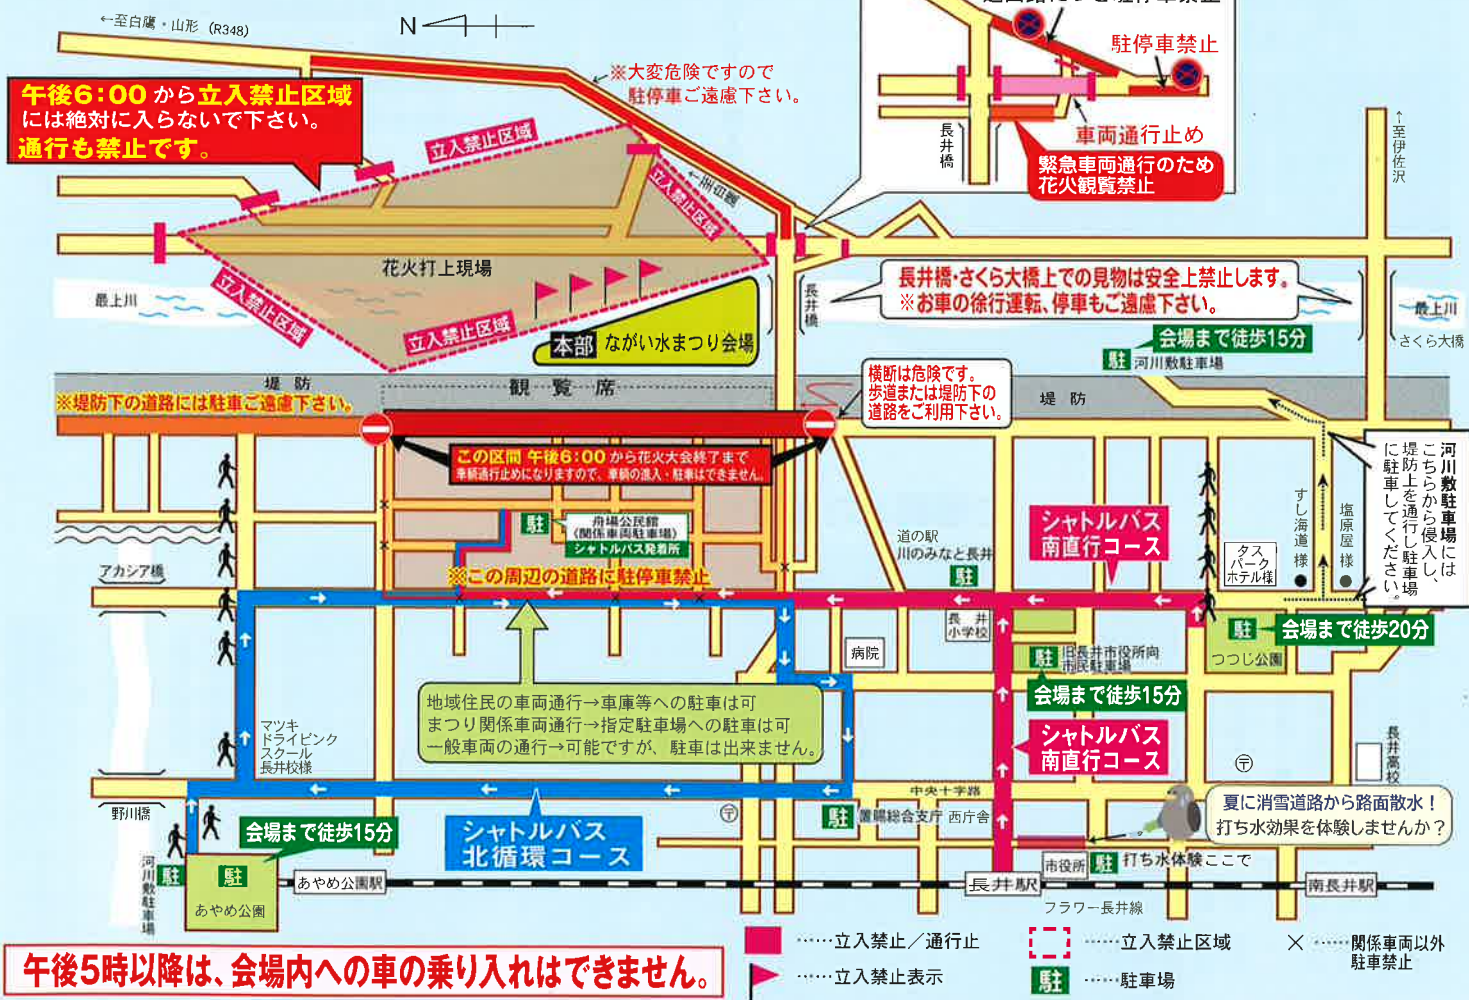 ←至白鷹・山形 (R348)
N
午後6:00から立入禁止区域
には絶対に入らないで下さい。
通行も禁止です。
※大変危険ですので
駐停車ご遠慮下さい。
駐停車禁止
長井橋
車両通行止め
緊急車両通行のため
花火観覧禁止
↑至伊佐沢
立入禁止区域
立入禁止区域
←至白鷹
花火打上現場
立入禁止区域
立入禁止区域
最上川
本部 ながい水まつり会場
長井橋
長井橋・さくら大橋上での見物は安全上禁止します。
※お車の徐行運転、停車もご遠慮下さい。
最上川
さくら大橋
会場まで徒歩15分
駐 河川敷駐車場
堤 防
観 覧 席
横断は危険です。
歩道または堤防下の
道路をご利用下さい。
堤 防
※堤防下の道路には駐車ご遠慮下さい。
この区間 午後6:00から花火大会終了まで
車輌通行止めになりますので、車輌の進入・駐車はできません。
河川敷駐車場には
こちらから侵入し、
堤防上を通行し駐車場
に駐車してください。
駐
舟場公民館
(関係車両駐車場)
シャトルバス発着所
※この周辺の道路に駐停車禁止
道の駅
川のみなと長井
駐
シャトルバス
南直行コース
タス
パーク
ホテル様
すし海道 様
塩原屋 様
アカシア橋
長 井
小学校
病院
駐 旧長井市役所向
市民駐車場
会場まで徒歩15分
駐 会場まで徒歩20分
つつじ公園
地域住民の車両通行→車庫等への駐車は可
まつり関係車両通行→指定駐車場への駐車は可
一般車両の通行→可能ですが、駐車は出来ません。
マツキ
ドライビンク
スクール
長井校様
シャトルバス
南直行コース
〒
長井高校
野川橋
会場まで徒歩15分
シャトルバス
北循環コース
〒
中央十字路
駐 置賜総合支庁 西庁舎
夏に消雪道路から路面散水！
打ち水効果を体験しませんか？
河川敷駐車場
駐
駐
あやめ公園
あやめ公園駅
長井駅
市役所 駐 打ち水体験ここで
フラワー長井線
南長井駅
午後5時以降は、会場内への車の乗り入れはできません。
……立入禁止／通行止
……立入禁止区域
× ……関係車両以外
駐車禁止
……立入禁止表示
駐 ……駐車場